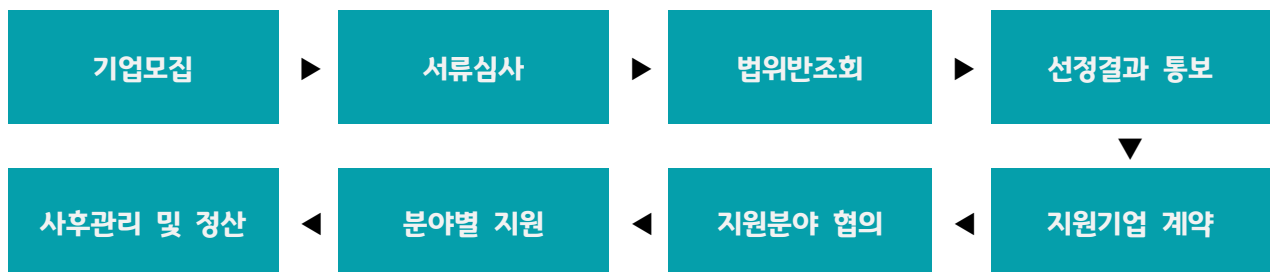 기업모집
서류심사
법위반조회
선정결과 통보
지원기업 계약
지원분야 협의
분야별 지원
사후관리 및 정산